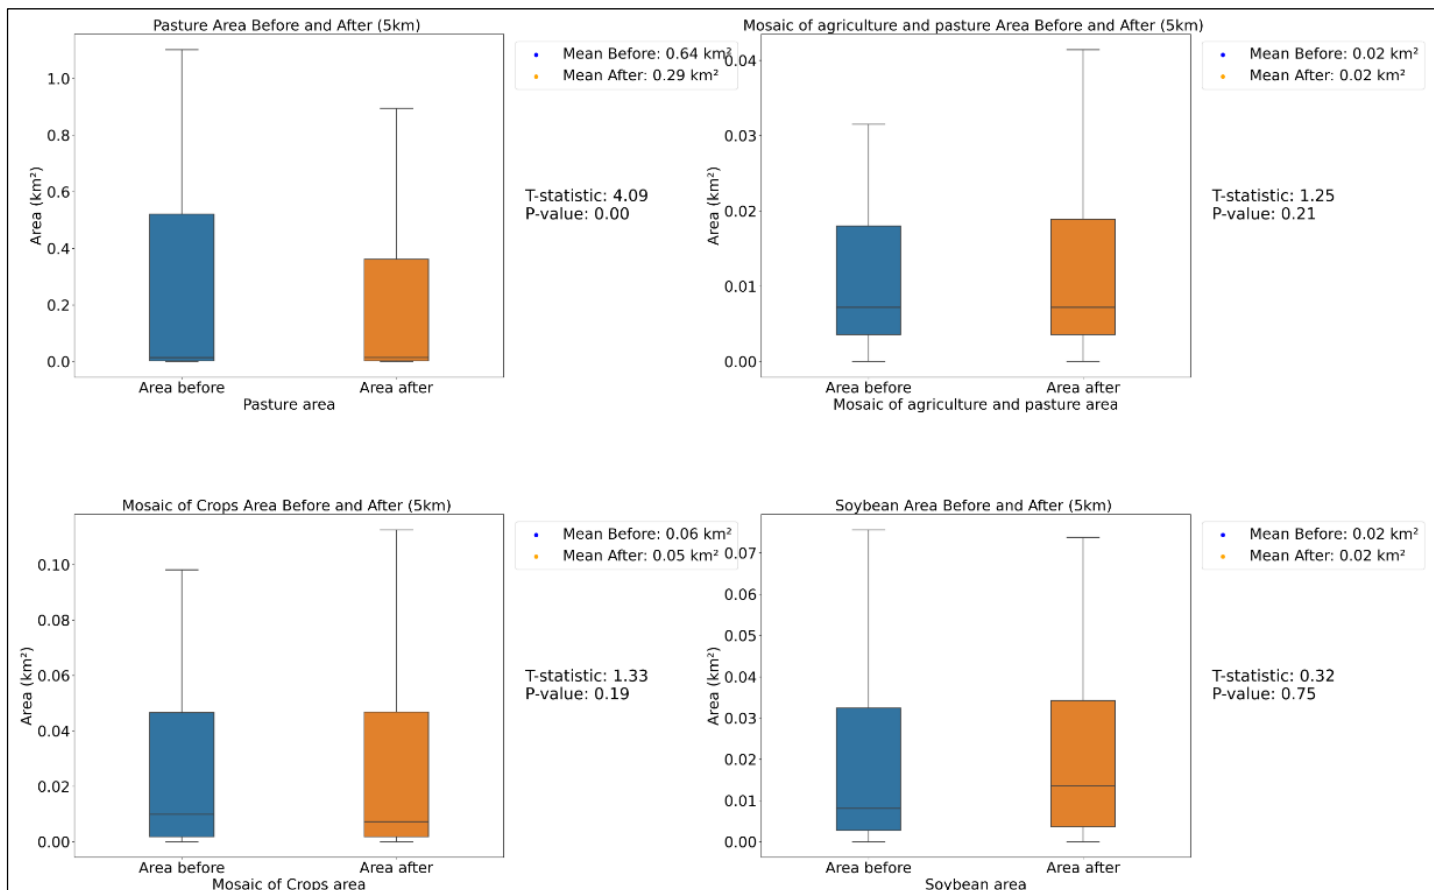 Pasture Area Before and After (5km)
Mean Before: 0.64 km²
Mean After: 0.29 km²
1.0
0.8
0.6
0.4
0.2
0.0
Area (km²)
T-statistic: 4.09
P-value: 0.00
Area before
Area after
Pasture area
Mosaic of agriculture and pasture Area Before and After (5km)
Mean Before: 0.02 km²
Mean After: 0.02 km²
0.04
0.03
0.02
0.01
0.00
Area (km²)
T-statistic: 1.25
P-value: 0.21
Area before
Area after
Mosaic of agriculture and pasture area
Mosaic of Crops Area Before and After (5km)
Mean Before: 0.06 km²
Mean After: 0.05 km²
0.10
0.08
0.06
0.04
0.02
0.00
Area (km²)
T-statistic: 1.33
P-value: 0.19
Area before
Area after
Mosaic of Crops area
Soybean Area Before and After (5km)
Mean Before: 0.02 km²
Mean After: 0.02 km²
0.07
0.06
0.05
0.04
0.03
0.02
0.01
0.00
Area (km²)
T-statistic: 0.32
P-value: 0.75
Area before
Area after
Soybean area